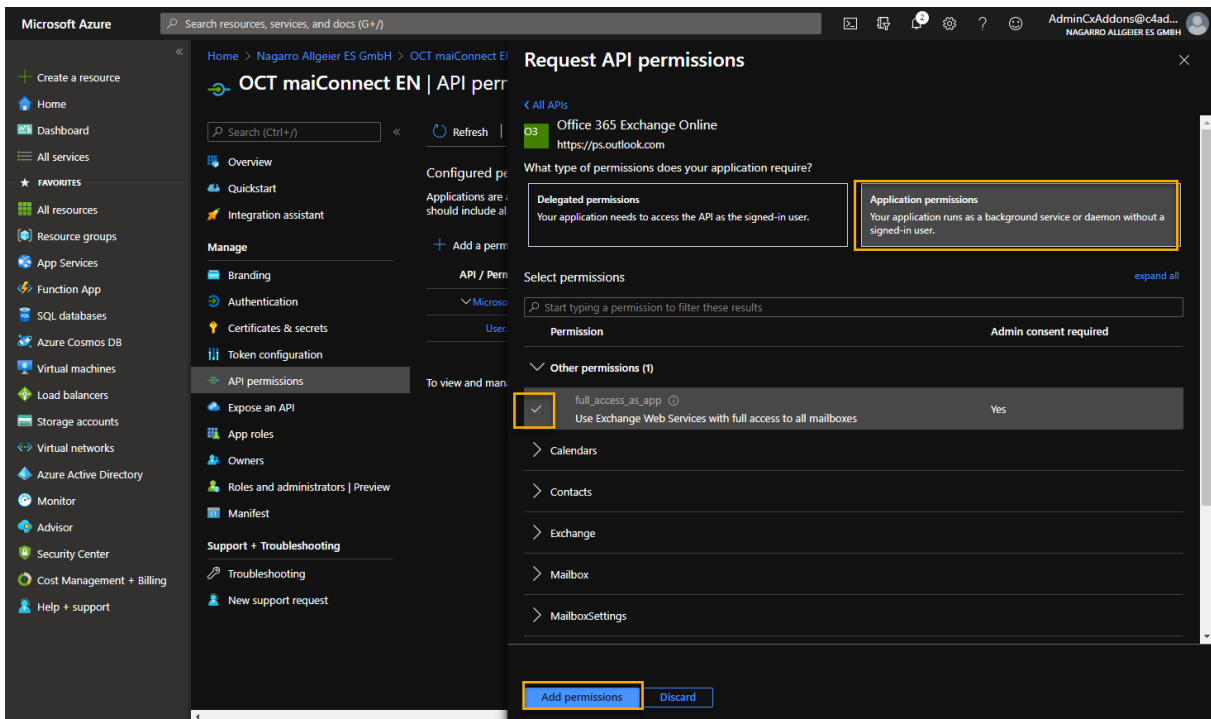 Microsoft Azure
Search resources, services, and docs (G+/)
2
AdminCxAddons@c4ad...
NAGARRO ALLGEIER ES GMBH
Create a resource
Home
Dashboard
All services
FAVORITES
All resources
Resource groups
App Services
Function App
SQL databases
Azure Cosmos DB
Virtual machines
Load balancers
Storage accounts
Virtual networks
Azure Active Directory
Monitor
Advisor
Security Center
Cost Management + Billing
Help + support
Home > Nagarro Allgeier ES GmbH > OCT maiConnect E
OCT maiConnect EN | API perr
Search (Ctrl+/)
Overview
Quickstart
Integration assistant
Manage
Branding
Authentication
Certificates & secrets
Token configuration
API permissions
Expose an API
App roles
Owners
Roles and administrators | Preview
Manifest
Support + Troubleshooting
Troubleshooting
New support request
Refresh
Configured pe
Applications are
should include al
Add a perm
API / Perm
Microso
User.
To view and man
Request API permissions
All APIs
O3
Office 365 Exchange Online
https://ps.outlook.com
What type of permissions does your application require?
Delegated permissions
Your application needs to access the API as the signed-in user.
Application permissions
Your application runs as a background service or daemon without a
signed-in user.
Select permissions
expand all
Start typing a permission to filter these results
Permission
Admin consent required
Other permissions (1)
full_access_as_app
Use Exchange Web Services with full access to all mailboxes
Yes
Calendars
Contacts
Exchange
Mailbox
MailboxSettings
Add permissions
Discard